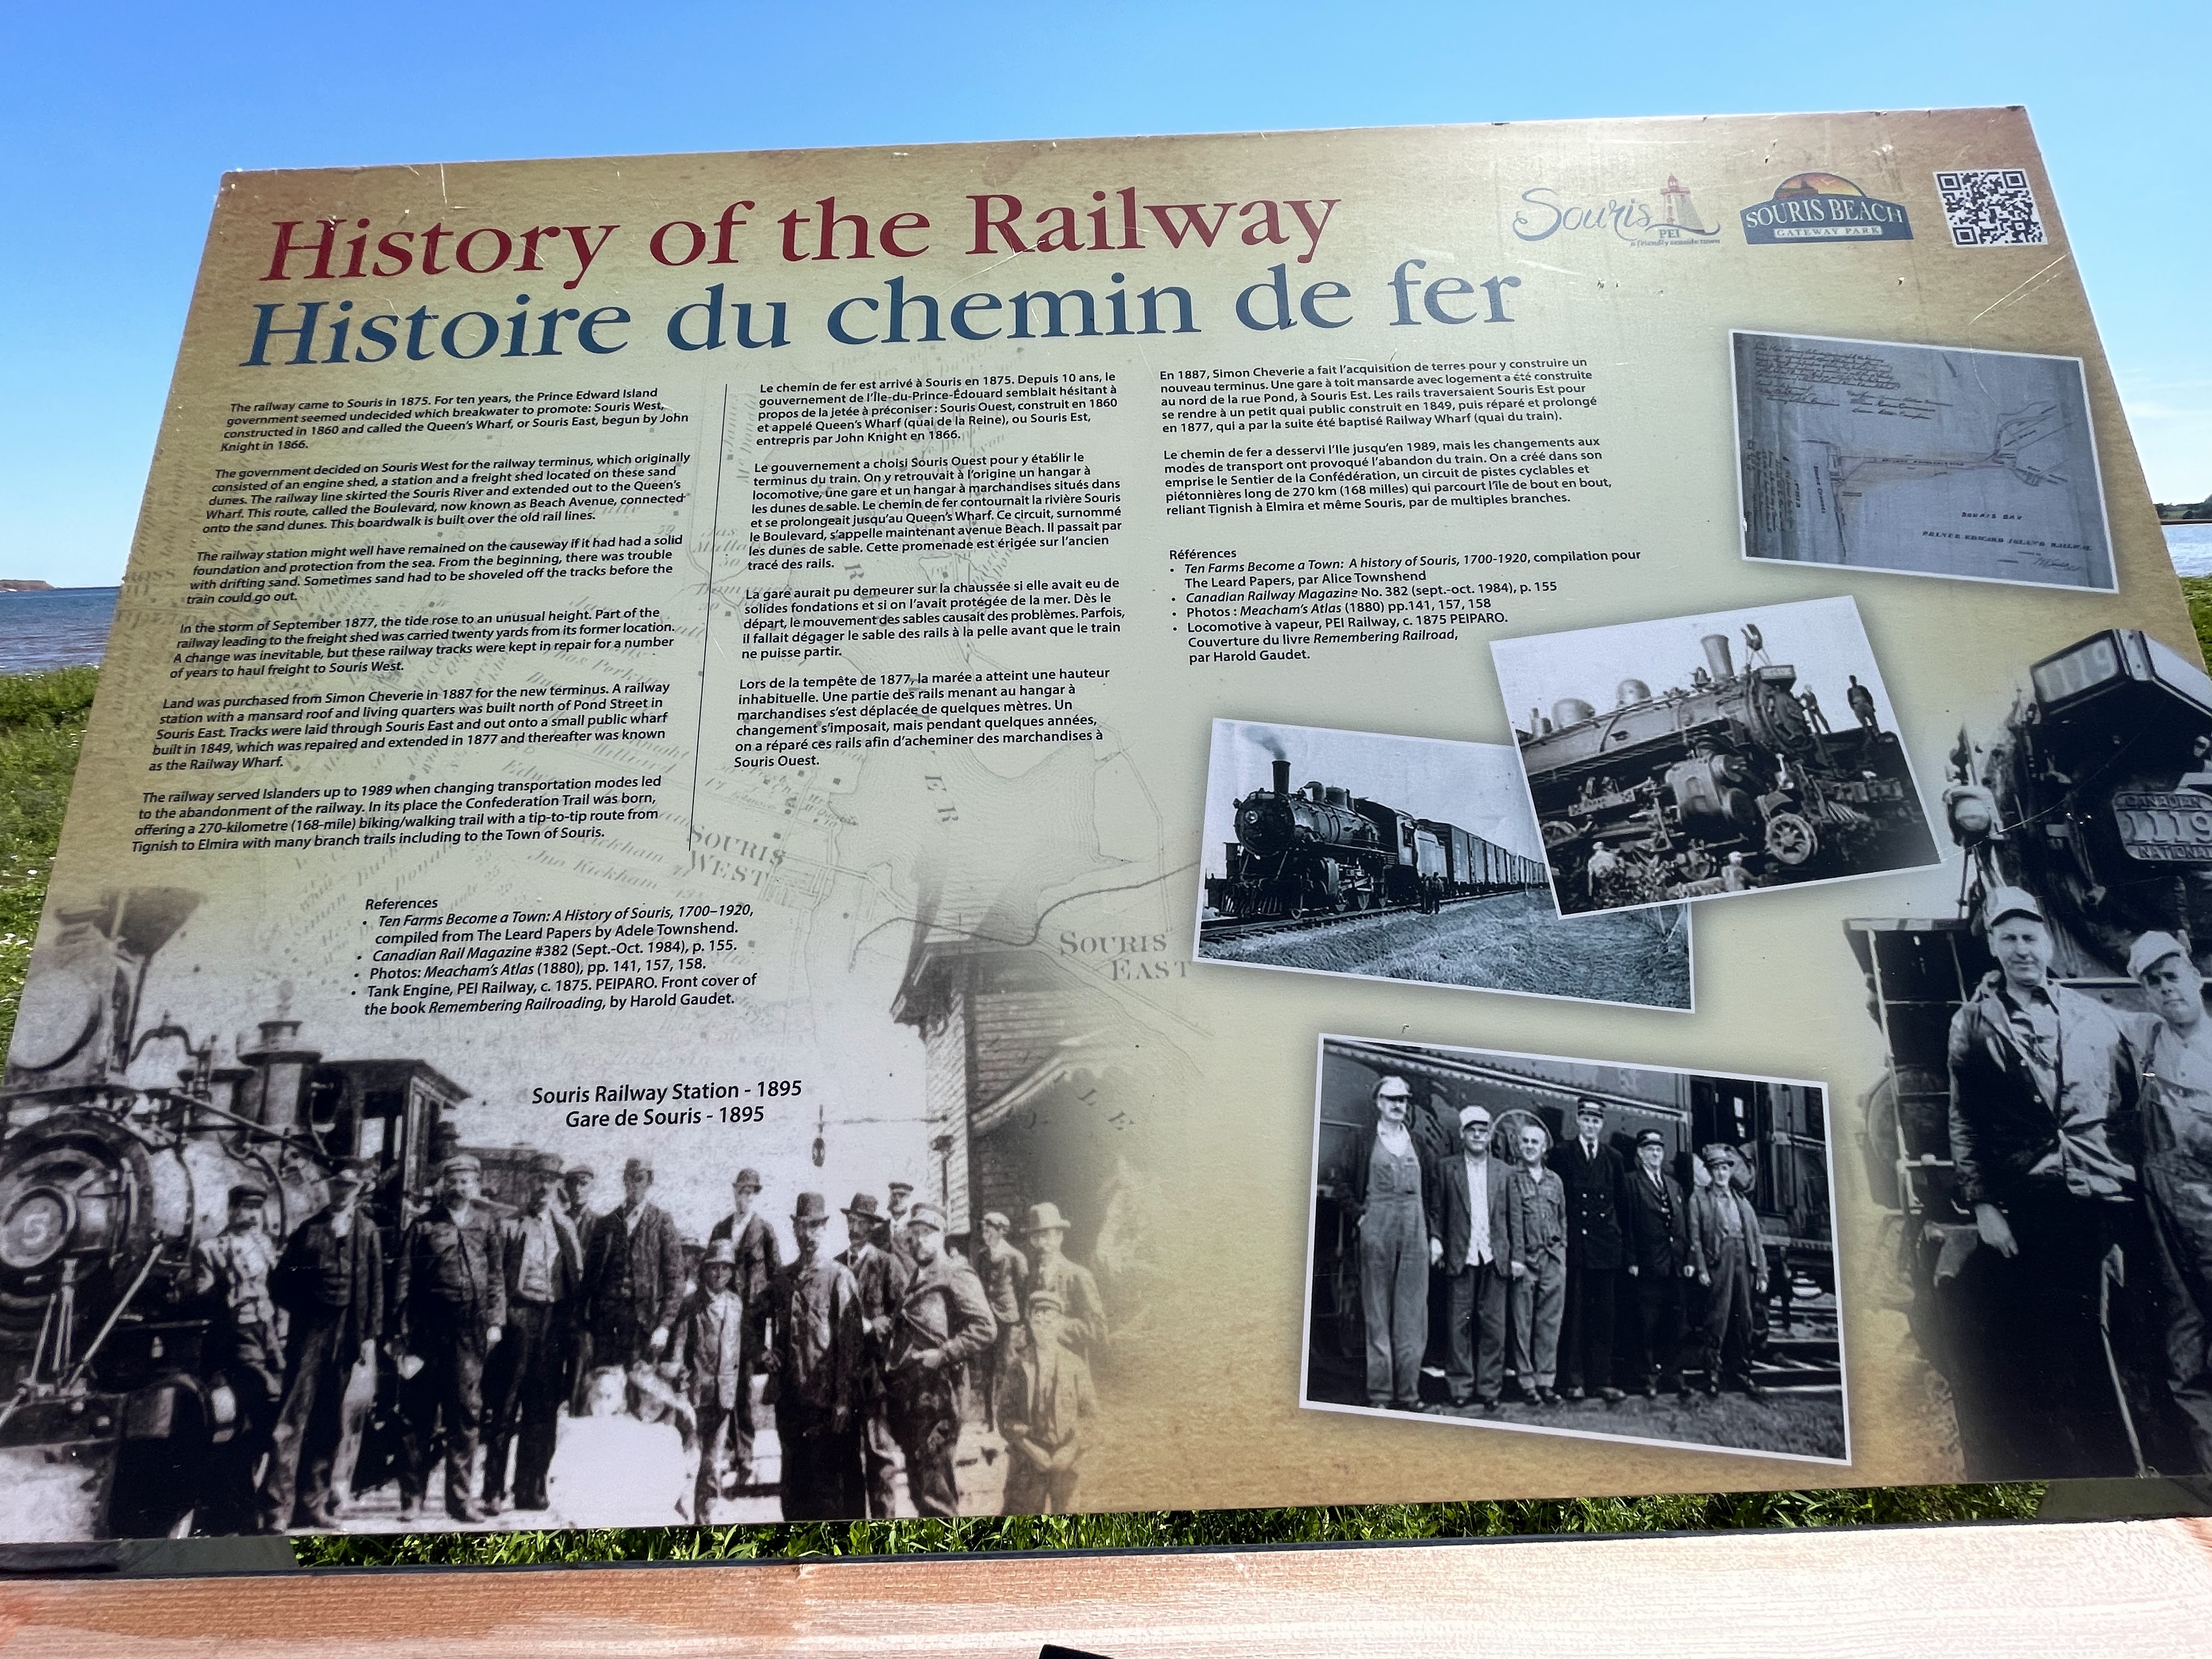 History of the Railway
Histoire du chemin de fer
Souris
PEI
a friendly seaside town
SOURIS BEACH
GATEWAY PARK
The railway came to Souris in 1875. For ten years, the Prince Edward Island
government seemed undecided which breakwater to promote: Souris West,
constructed in 1860 and called the Queen's Wharf, or Souris East, begun by John
Knight in 1866.
The government decided on Souris West for the railway terminus, which originally
consisted of an engine shed, a station and a freight shed located on these sand
dunes. The railway line skirted the Souris River and extended out to the Queen's
Wharf. This route, called the Boulevard, now known as Beach Avenue, connected
onto the sand dunes. This boardwalk is built over the old rail lines.
The railway station might well have remained on the causeway if it had had a solid
foundation and protection from the sea. From the beginning, there was trouble
with drifting sand. Sometimes sand had to be shoveled off the tracks before the
train could go out.
In the storm of September 1877, the tide rose to an unusual height. Part of the
railway leading to the freight shed was carried twenty yards from its former location.
A change was inevitable, but these railway tracks were kept in repair for a number
of years to haul freight to Souris West.
Land was purchased from Simon Cheverie in 1887 for the new terminus. A railway
station with a mansard roof and living quarters was built north of Pond Street in
Souris East. Tracks were laid through Souris East and out onto a small public wharf
built in 1849, which was repaired and extended in 1877 and thereafter was known
as the Railway Wharf.
The railway served Islanders up to 1989 when changing transportation modes led
to the abandonment of the railway. In its place the Confederation Trail was born,
offering a 270-kilometre (168-mile) biking/walking trail with a tip-to-tip route from
Tignish to Elmira with many branch trails including to the Town of Souris.
References
• Ten Farms Become a Town: A History of Souris, 1700–1920,
compiled from The Leard Papers by Adele Townshend.
• Canadian Rail Magazine #382 (Sept.-Oct. 1984), p. 155.
• Photos: Meacham's Atlas (1880), pp. 141, 157, 158.
• Tank Engine, PEI Railway, c. 1875. PEIPARO. Front cover of
the book Remembering Railroading, by Harold Gaudet.
Le chemin de fer est arrivé à Souris en 1875. Depuis 10 ans, le
gouvernement de l'Île-du-Prince-Édouard semblait hésitant à
propos de la jetée à préconiser : Souris Ouest, construit en 1860
et appelé Queen's Wharf (quai de la Reine), ou Souris Est,
entrepris par John Knight en 1866.
Le gouvernement a choisi Souris Ouest pour y établir le
terminus du train. On y retrouvait à l'origine un hangar à
locomotive, une gare et un hangar à marchandises situés dans
les dunes de sable. Le chemin de fer contournait la rivière Souris
et se prolongeait jusqu'au Queen's Wharf. Ce circuit, surnommé
le Boulevard, s'appelle maintenant avenue Beach. Il passait par
les dunes de sable. Cette promenade est érigée sur l'ancien
tracé des rails.
La gare aurait pu demeurer sur la chaussée si elle avait eu de
solides fondations et si on l'avait protégée de la mer. Dès le
départ, le mouvement des sables causait des problèmes. Parfois,
il fallait dégager le sable des rails à la pelle avant que le train
ne puisse partir.
Lors de la tempête de 1877, la marée a atteint une hauteur
inhabituelle. Une partie des rails menant au hangar à
marchandises s'est déplacée de quelques mètres. Un
changement s'imposait, mais pendant quelques années,
on a réparé ces rails afin d'acheminer des marchandises à
Souris Ouest.
En 1887, Simon Cheverie a fait l'acquisition de terres pour y construire un
nouveau terminus. Une gare à toit mansarde avec logement a été construite
au nord de la rue Pond, à Souris Est. Les rails traversaient Souris Est pour
se rendre à un petit quai public construit en 1849, puis réparé et prolongé
en 1877, qui a par la suite été baptisé Railway Wharf (quai du train).
Le chemin de fer a desservi l'Ile jusqu'en 1989, mais les changements aux
modes de transport ont provoqué l'abandon du train. On a créé dans son
emprise le Sentier de la Confédération, un circuit de pistes cyclables et
piétonnières long de 270 km (168 milles) qui parcourt l'île de bout en bout,
reliant Tignish à Elmira et même Souris, par de multiples branches.
Références
• Ten Farms Become a Town: A history of Souris, 1700-1920, compilation pour
The Leard Papers, par Alice Townshend
• Canadian Railway Magazine No. 382 (sept.-oct. 1984), p. 155
• Photos : Meacham's Atlas (1880) pp.141, 157, 158
• Locomotive à vapeur, PEI Railway, c. 1875 PEIPARO.
Couverture du livre Remembering Railroad,
par Harold Gaudet.
SOURIS BAY
PRINCE EDWARD ISLAND RAILWAY
SOURIS
WEST
SOURIS
EAST
Souris Railway Station - 1895
Gare de Souris - 1895
5
1119
CANADIAN
1119
NATIONAL